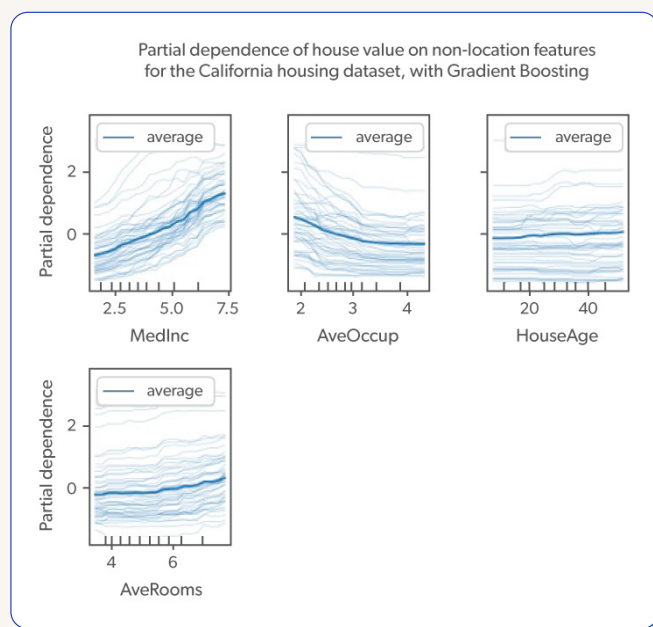 Partial dependence of house value on non-location features
for the California housing dataset, with Gradient Boosting
average
average
average
Partial dependence
2
0
2.5 5.0 7.5
MedInc
2 3 4
AveOccup
20 40
HouseAge
average
Partial dependence
2
0
4 6
AveRooms